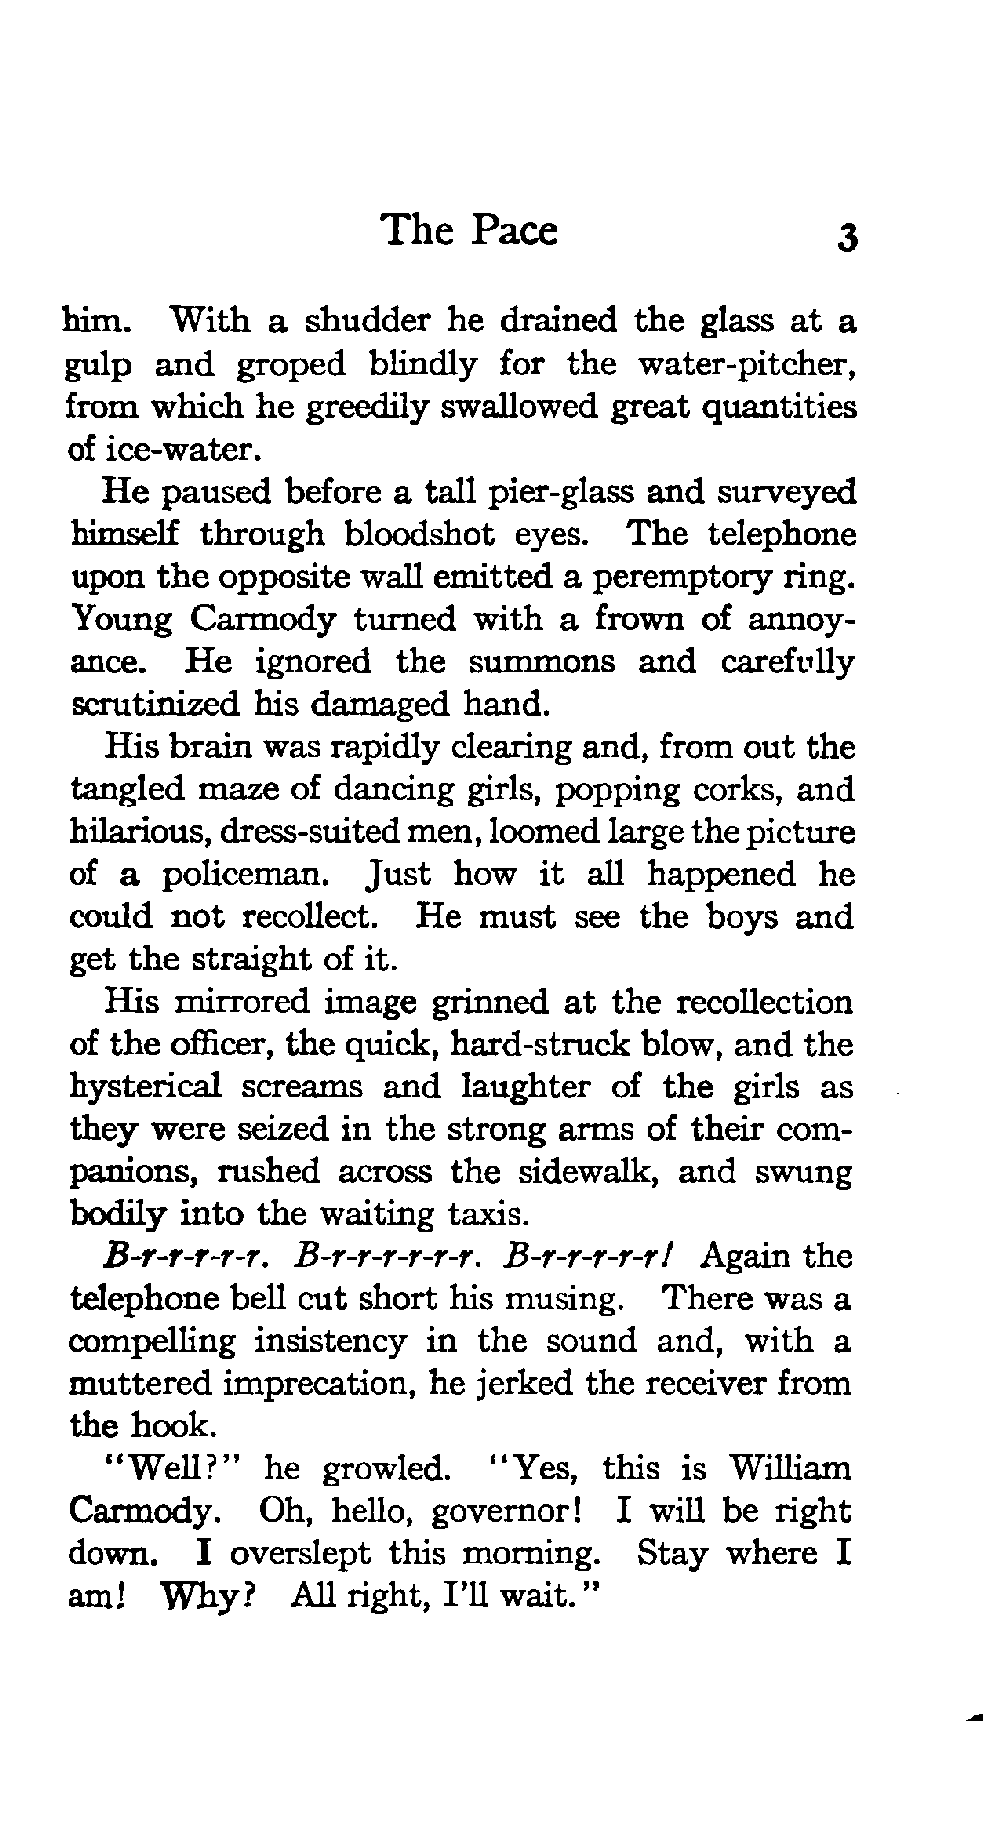 The Pace 3
him. With a shudder he drained the glass at a
gulp and groped blindly for the water-pitcher,
from which he greedily swallowed great quantities
of ice-water.
He paused before a tall pier-glass and surveyed
himself through bloodshot eyes. The telephone
upon the opposite wall emitted a peremptory ring.
Young Carmody turned with a frown of annoy-
ance. He ignored the summons and carefully
scrutinized his damaged hand.
His brain was rapidly clearing and, from out the
tangled maze of dancing girls, popping corks, and
hilarious, dress-suited men, loomed large the picture
of a policeman. Just how it all happened he
could not recollect. He must see the boys and
get the straight of it.
His mirrored image grinned at the recollection
of the officer, the quick, hard-struck blow, and the
hysterical screams and laughter of the girls as
they were seized in the strong arms of their com-
panions, rushed across the sidewalk, and swung
bodily into the waiting taxis.
B-r-r-r-r-r. B-r-r-r-r-r-r. B-r-r-r-r-r! Again the
telephone bell cut short his musing. There was a
compelling insistency in the sound and, with a
muttered imprecation, he jerked the receiver from
the hook.
"Well?" he growled. "Yes, this is William
Carmody. Oh, hello, governor! I will be right
down. I overslept this morning. Stay where I
am! Why? All right, I'll wait."